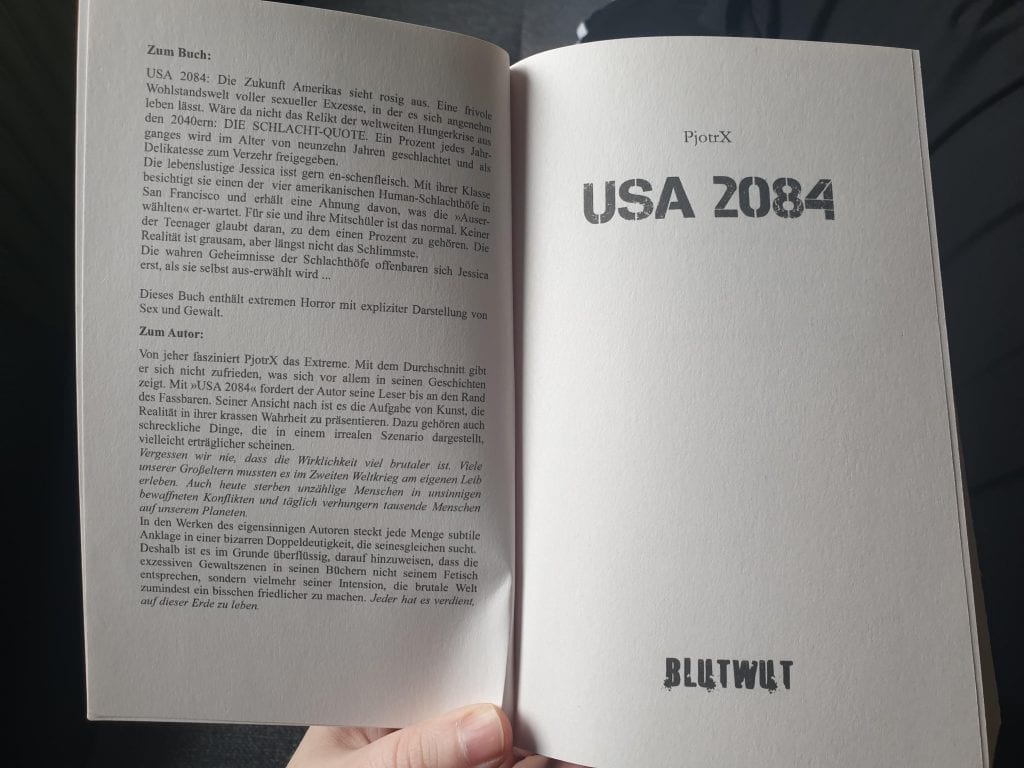 Zum Buch:
USA 2084: Die Zukunft Amerikas sieht rosig aus. Eine frivole
Wohlstandswelt voller sexueller Exzesse, in der es sich angenehm
leben lässt. Wäre da nicht das Relikt der weltweiten Hungerkrise aus
den 2040ern: DIE SCHLACHT-QUOTE. Ein Prozent jedes Jahr-
ganges wird im Alter von neunzehn Jahren geschlachtet und als
Delikatesse zum Verzehr freigegeben.
Die lebenslustige Jessica isst gern en-schenfleisch. Mit ihrer Klasse
besichtigt sie einen der vier amerikanischen Human-Schlachthöfe in
San Francisco und erhält eine Ahnung davon, was die »Auser-
wählten« er-wartet. Für sie und ihre Mitschüler ist das normal. Keiner
der Teenager glaubt daran, zu dem einen Prozent zu gehören. Die
Realität ist grausam, aber längst nicht das Schlimmste.
Die wahren Geheimnisse der Schlachthöfe offenbaren sich Jessica
erst, als sie selbst aus-erwählt wird ...
Dieses Buch enthält extremen Horror mit expliziter Darstellung von
Sex und Gewalt.
Zum Autor:
Von jeher fasziniert PjotrX das Extreme. Mit dem Durchschnitt gibt
er sich nicht zufrieden, was sich vor allem in seinen Geschichten
zeigt. Mit »USA 2084« fordert der Autor seine Leser bis an den Rand
des Fassbaren. Seiner Ansicht nach ist es die Aufgabe von Kunst, die
Realität in ihrer krassen Wahrheit zu präsentieren. Dazu gehören auch
schreckliche Dinge, die in einem irrealen Szenario dargestellt,
vielleicht erträglicher scheinen.
Vergessen wir nie, dass die Wirklichkeit viel brutaler ist. Viele
unserer Großeltern mussten es im Zweiten Weltkrieg am eigenen Leib
erleben. Auch heute sterben unzählige Menschen in unsinnigen
bewaffneten Konflikten und täglich verhungern tausende Menschen
auf unserem Planeten.
In den Werken des eigensinnigen Autoren steckt jede Menge subtile
Anklage in einer bizarren Doppeldeutigkeit, die seinesgleichen sucht.
Deshalb ist es im Grunde überflüssig, darauf hinzuweisen, dass die
exzessiven Gewaltszenen in seinen Büchern nicht seinem Fetisch
entsprechen, sondern vielmehr seiner Intension, die brutale Welt
zumindest ein bisschen friedlicher zu machen. Jeder hat es verdient,
auf dieser Erde zu leben.
PjotrX
USA 2084
BLUTWUT